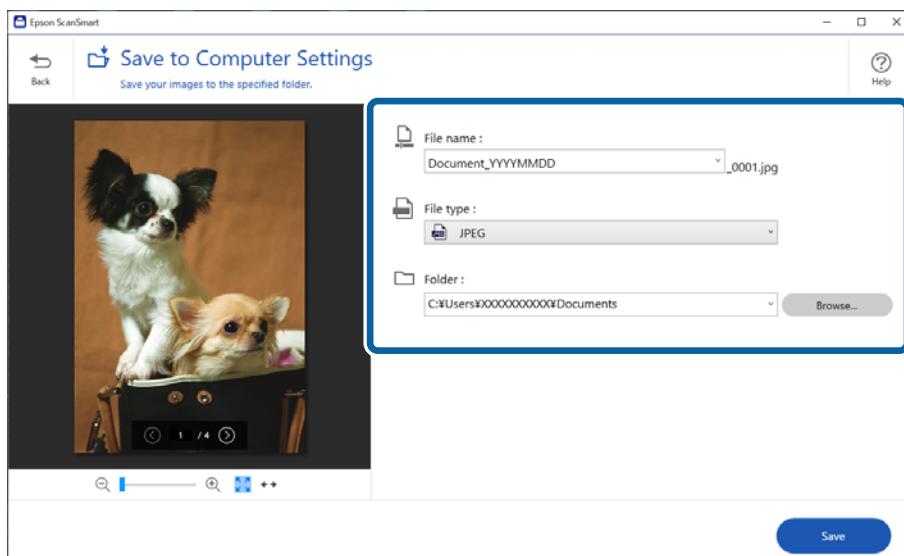 Epson ScanSmart
Back
Save to Computer Settings
Save your images to the specified folder.
Help
File name :
Document_YYYYMMDD
_0001.jpg
File type :
JPEG
Folder :
C:¥Users¥XXXXXXXXXX¥Documents
Browse...
1 / 4
Save